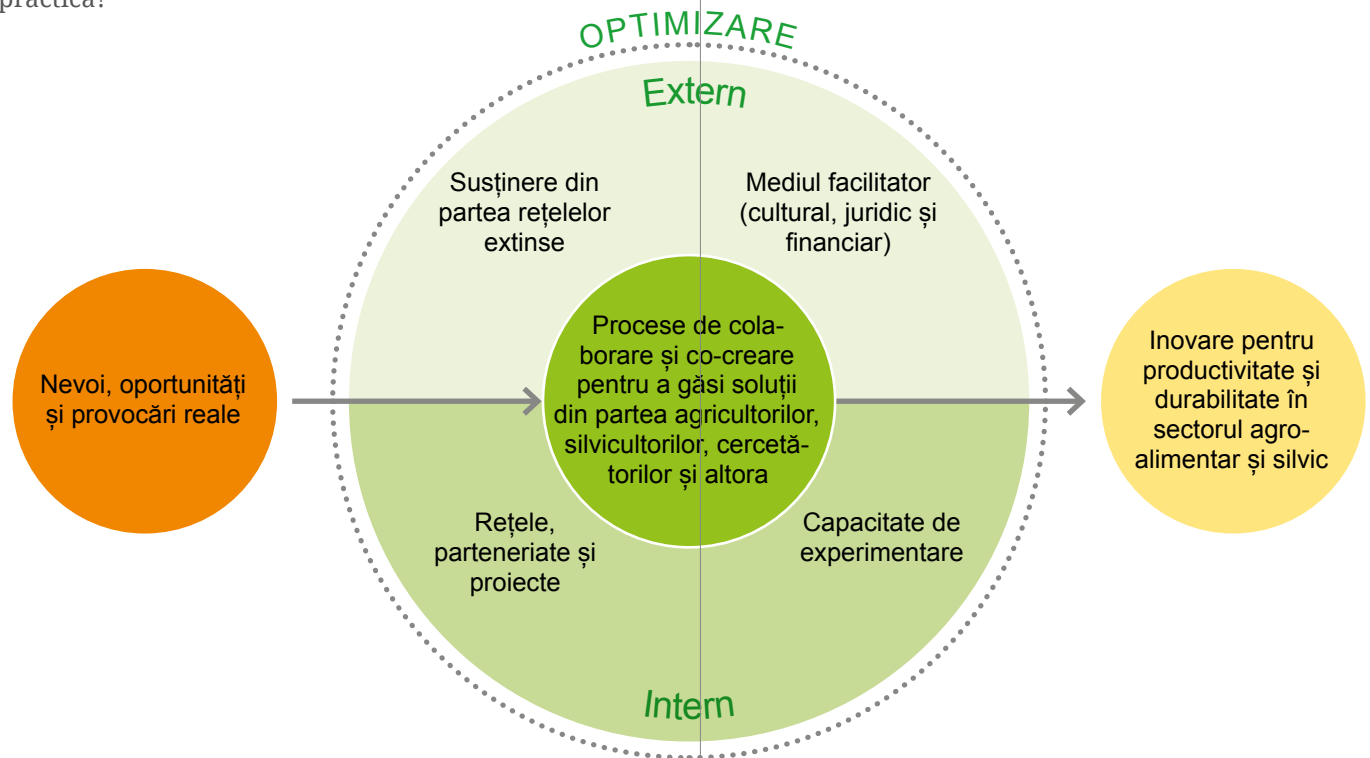 practică?
OPTIMIZARE
Extern
Susținere din
partea rețelelor
extinse
Mediul facilitator
(cultural, juridic și
financiar)
Nevoi, oportunități
și provocări reale
Procese de cola-
borare și co-creare
pentru a găsi soluții
din partea agricultorilor,
silvicultorilor, cercetă-
torilor și altora
Inovare pentru
productivitate și
durabilitate în
sectorul agro-
alimentar și silvic
Rețele,
parteneriate și
proiecte
Capacitate de
experimentare
Intern